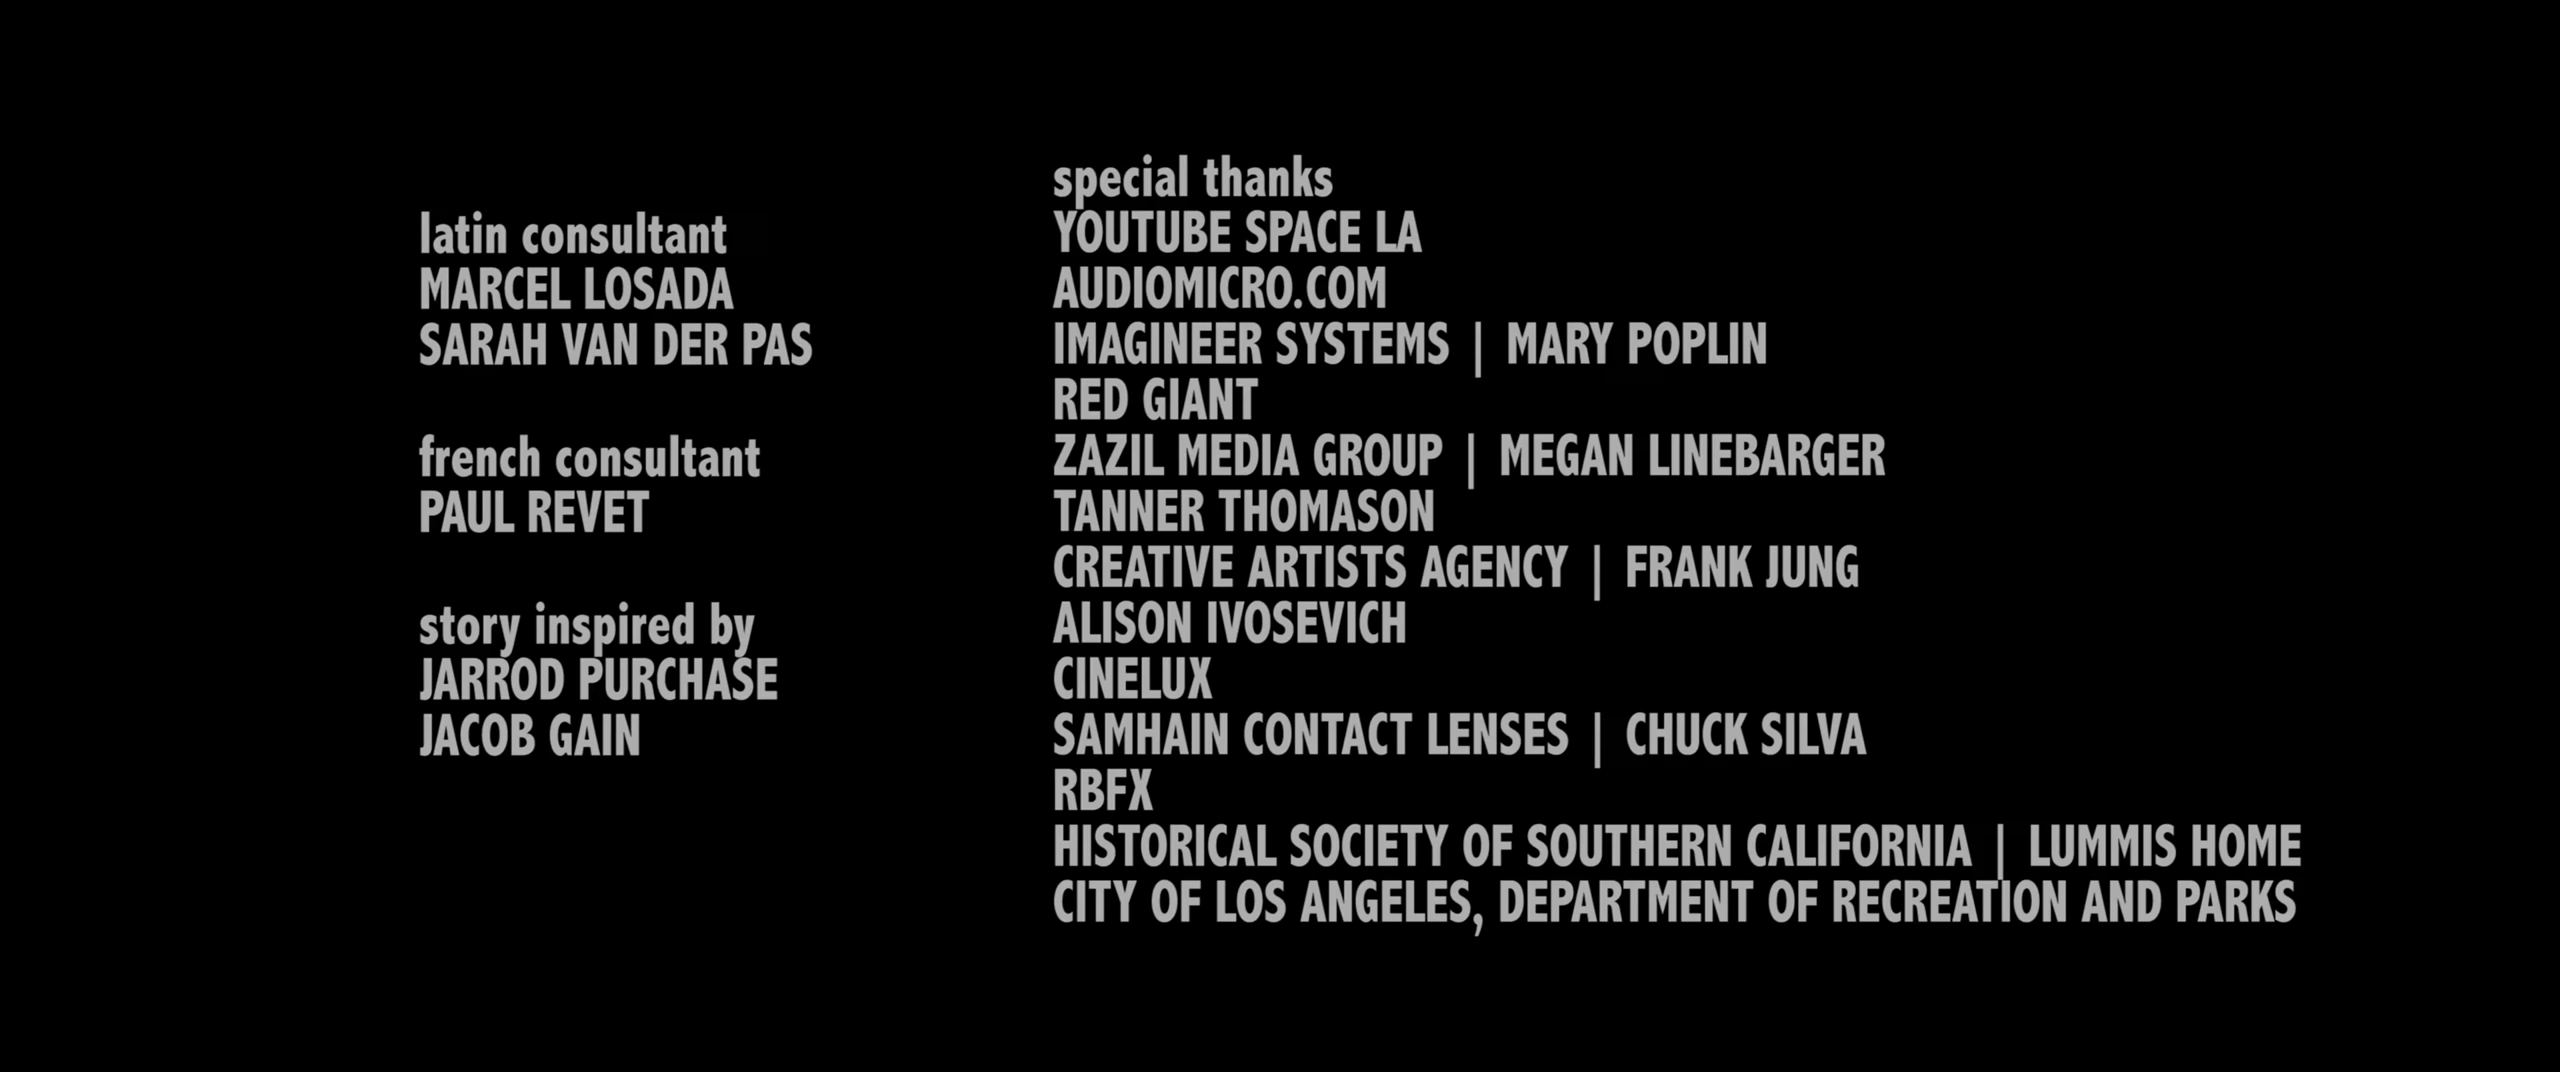 latin consultant
MARCEL LOSADA
SARAH VAN DER PAS
french consultant
PAUL REVET
story inspired by
JARROD PURCHASE
JACOB GAIN
special thanks
YOUTUBE SPACE LA
AUDIOMICRO.COM
IMAGINEER SYSTEMS | MARY POPLIN
RED GIANT
ZAZIL MEDIA GROUP | MEGAN LINEBARGER
TANNER THOMASON
CREATIVE ARTISTS AGENCY | FRANK JUNG
ALISON IVOSEVICH
CINELUX
SAMHAIN CONTACT LENSES | CHUCK SILVA
RBFX
HISTORICAL SOCIETY OF SOUTHERN CALIFORNIA | LUMMIS HOME
CITY OF LOS ANGELES, DEPARTMENT OF RECREATION AND PARKS